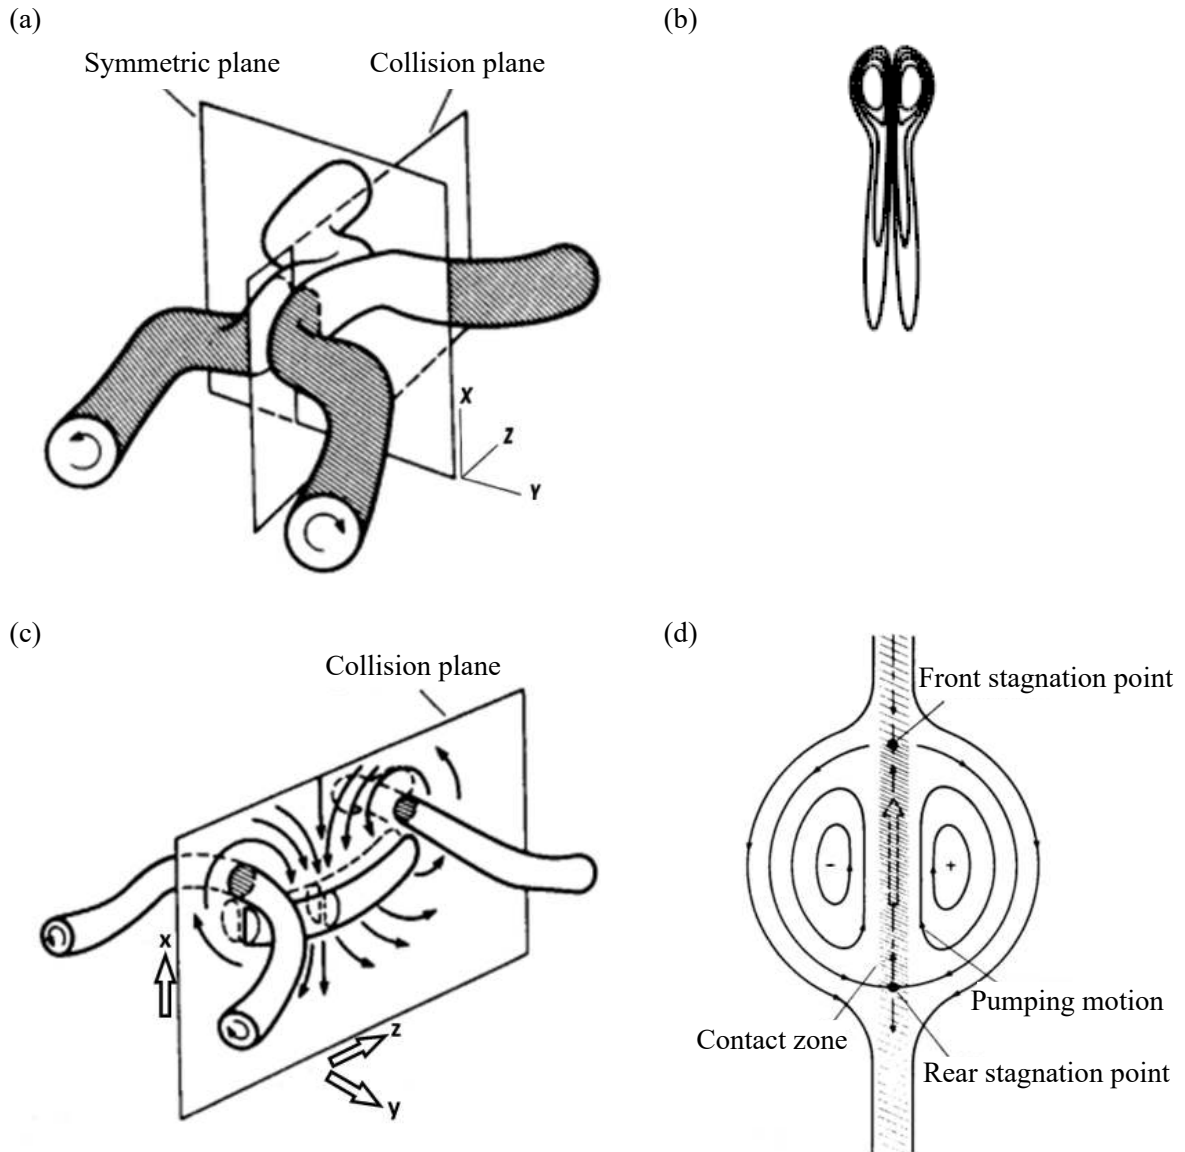 (a)
(b)
Symmetric plane
Collision plane
X
Z
Y
(c)
(d)
Collision plane
Front stagnation point
-
+
x
z
y
Pumping motion
Contact zone
Rear stagnation point